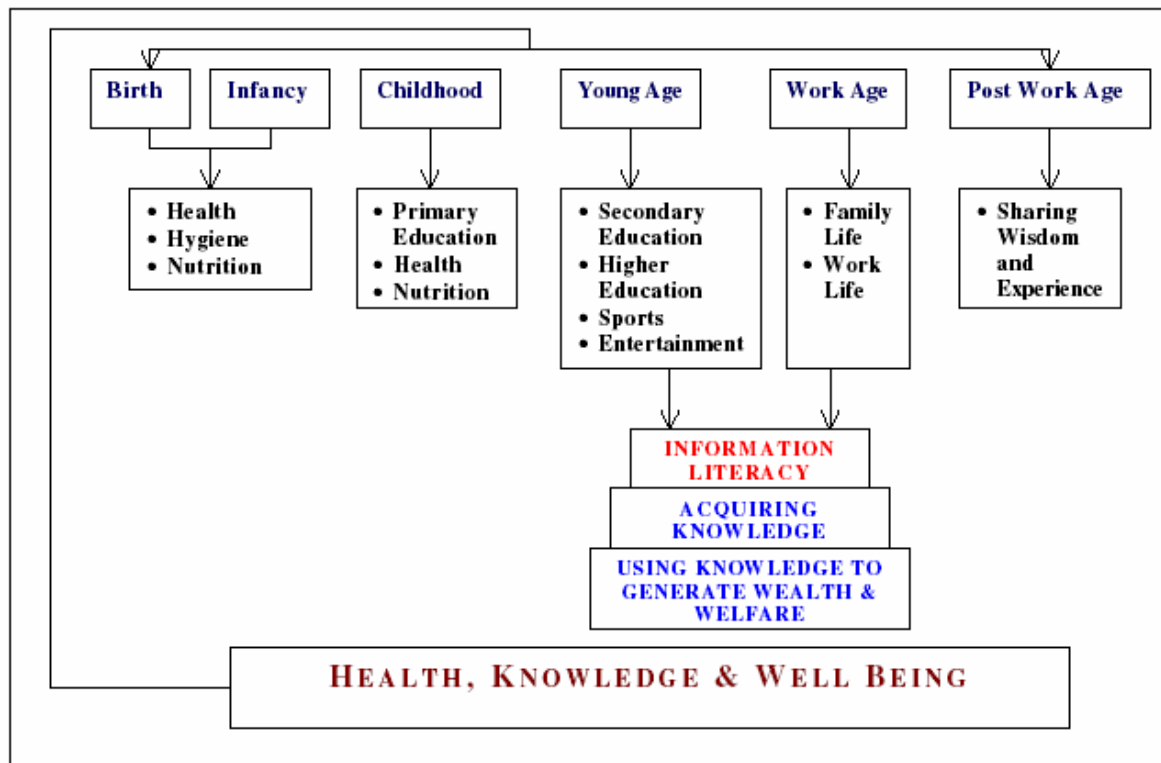 Birth
Infancy
Childhood
Young Age
Work Age
Post Work Age
• Health
• Hygiene
• Nutrition
• Primary
Education
• Health
• Nutrition
• Secondary
Education
• Higher
Education
• Sports
• Entertainment
• Family
Life
• Work
Life
• Sharing
Wisdom
and
Experience
INFORMATION
LITERACY
ACQUIRING
KNOWLEDGE
USING KNOWLEDGE TO
GENERATE WEALTH &
WELFARE
HEALTH, KNOWLEDGE & WELL BEING